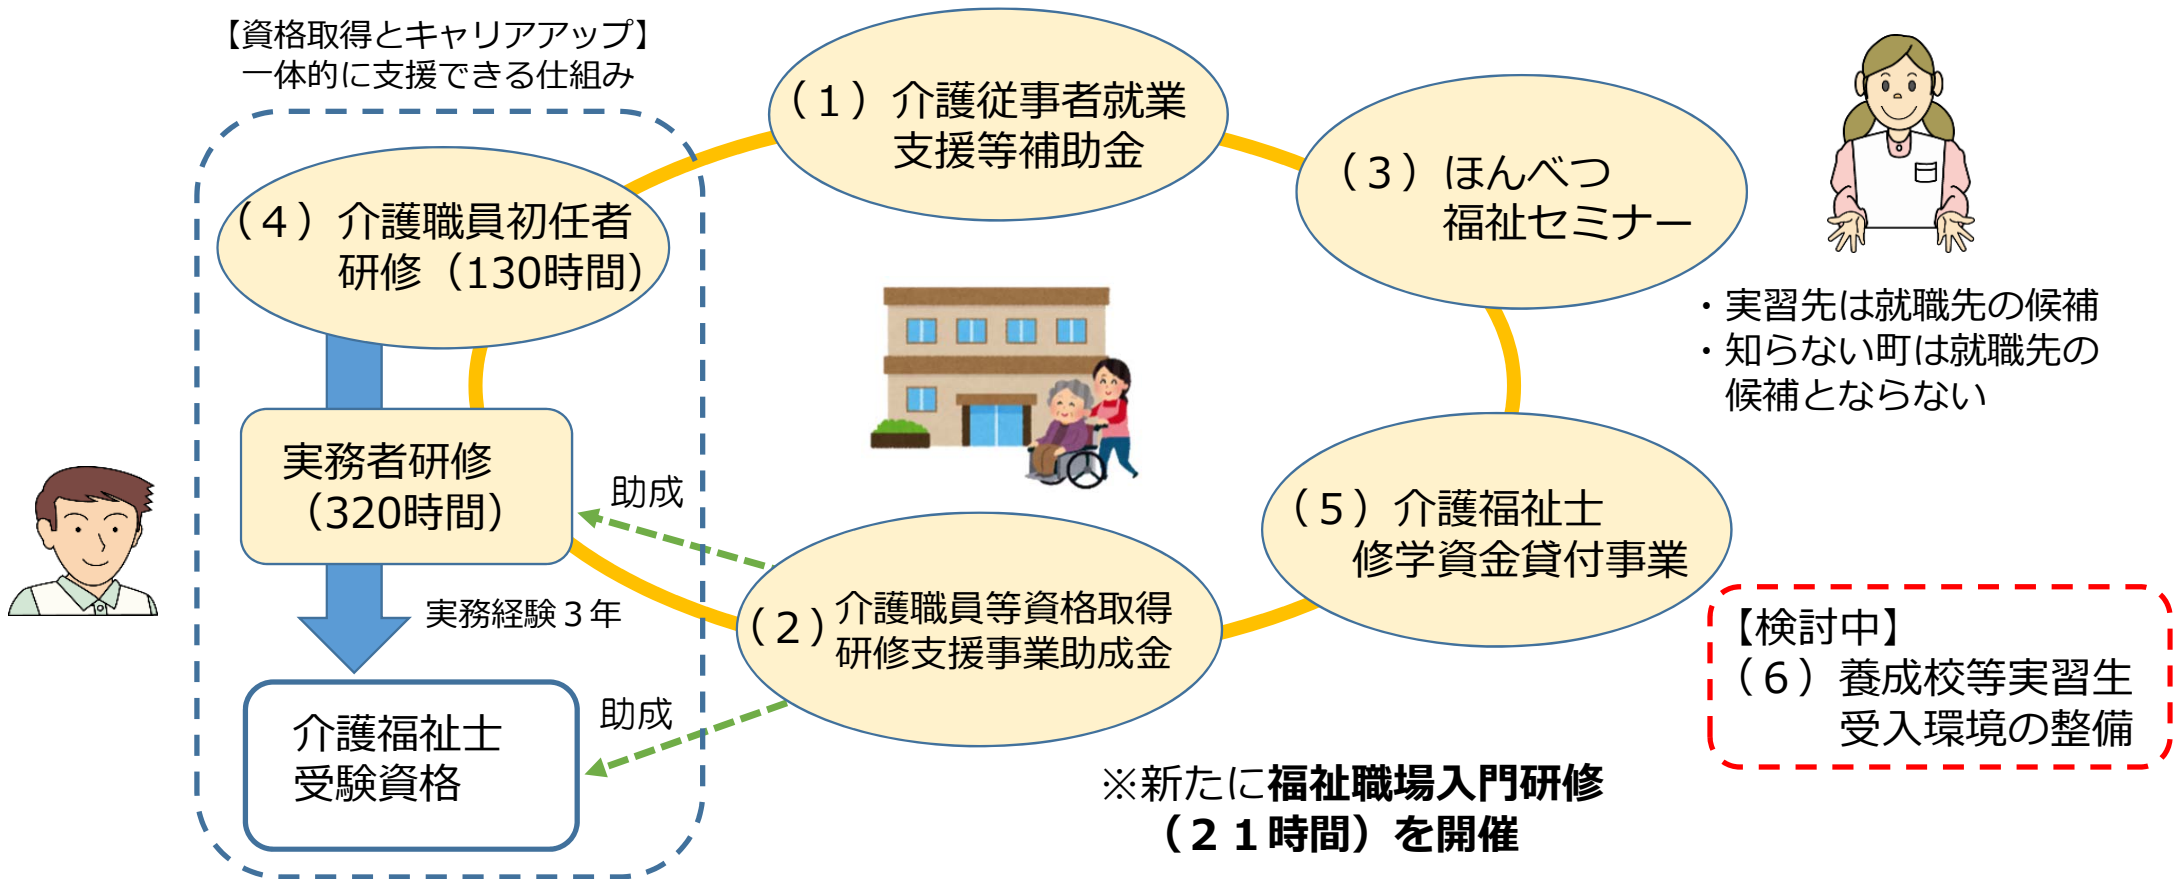 【資格取得とキャリアアップ】
一体的に支援できる仕組み
（１）介護従事者就業
支援等補助金
（３）ほんべつ
福祉セミナー
（４）介護職員初任者
研修（130時間）
・実習先は就職先の候補
・知らない町は就職先の
候補とならない
実務者研修
（320時間）
助成
（５）介護福祉士
修学資金貸付事業
実務経験３年
（２）介護職員等資格取得
研修支援事業助成金
【検討中】
（６）養成校等実習生
受入環境の整備
助成
介護福祉士
受験資格
※新たに福祉職場入門研修
（２１時間）を開催